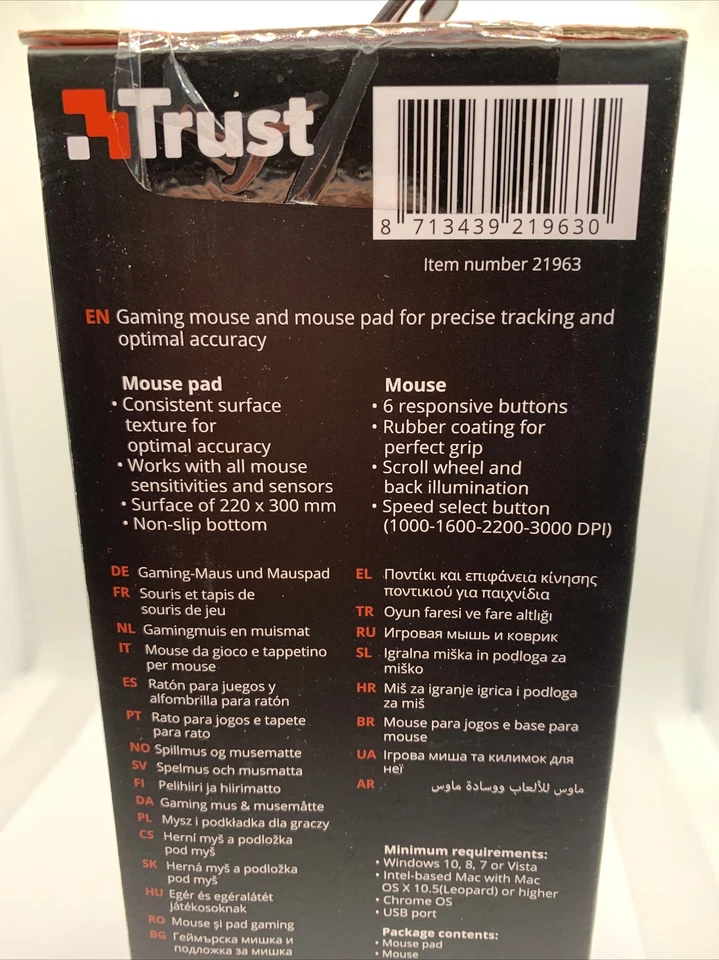 Trust
8 713439 219630
Item number 21963
EN Gaming mouse and mouse pad for precise tracking and
optimal accuracy
Mouse pad
• Consistent surface
texture for
optimal accuracy
• Works with all mouse
sensitivities and sensors
• Surface of 220 x 300 mm
• Non-slip bottom
Mouse
• 6 responsive buttons
• Rubber coating for
perfect grip
• Scroll wheel and
back illumination
• Speed select button
(1000-1600-2200-3000 DPI)
DE Gaming-Maus und Mauspad
FR Souris et tapis de
souris de jeu
NL Gamingmuis en muismat
IT Mouse da gioco e tappetino
per mouse
ES Ratón para juegos y
alfombrilla para ratón
PT Rato para jogos e tapete
para rato
NO Spillmus og musematte
SV Spelmus och musmatta
FI Pelihiiri ja hiirimatto
DA Gaming mus & musemåtte
PL Mysz i podkładka dla graczy
CS Herní myš a podložka
pod myš
SK Herná myš a podložka
pod myš
HU Egér és egéralátét
játékosoknak
RO Mouse și pad gaming
BG Геймърска мишка и
подложка за мишка
EL Ποντίκι και επιφάνεια κίνησης
ποντικιού για παιχνίδια
TR Oyun faresi ve fare altlığı
RU Игровая мышь и коврик
SL Igralna miška in podloga za
miško
HR Miš za igranje igrica i podloga
za miš
BR Mouse para jogos e base para
mouse
UA Ігрова миша та килимок для
неї
AR ماوس للألعاب ووسادة ماوس
Minimum requirements:
• Windows 10, 8, 7 or Vista
• Intel-based Mac with Mac
OS X 10.5(Leopard) or higher
• Chrome OS
• USB port
Package contents:
• Mouse pad
• Mouse